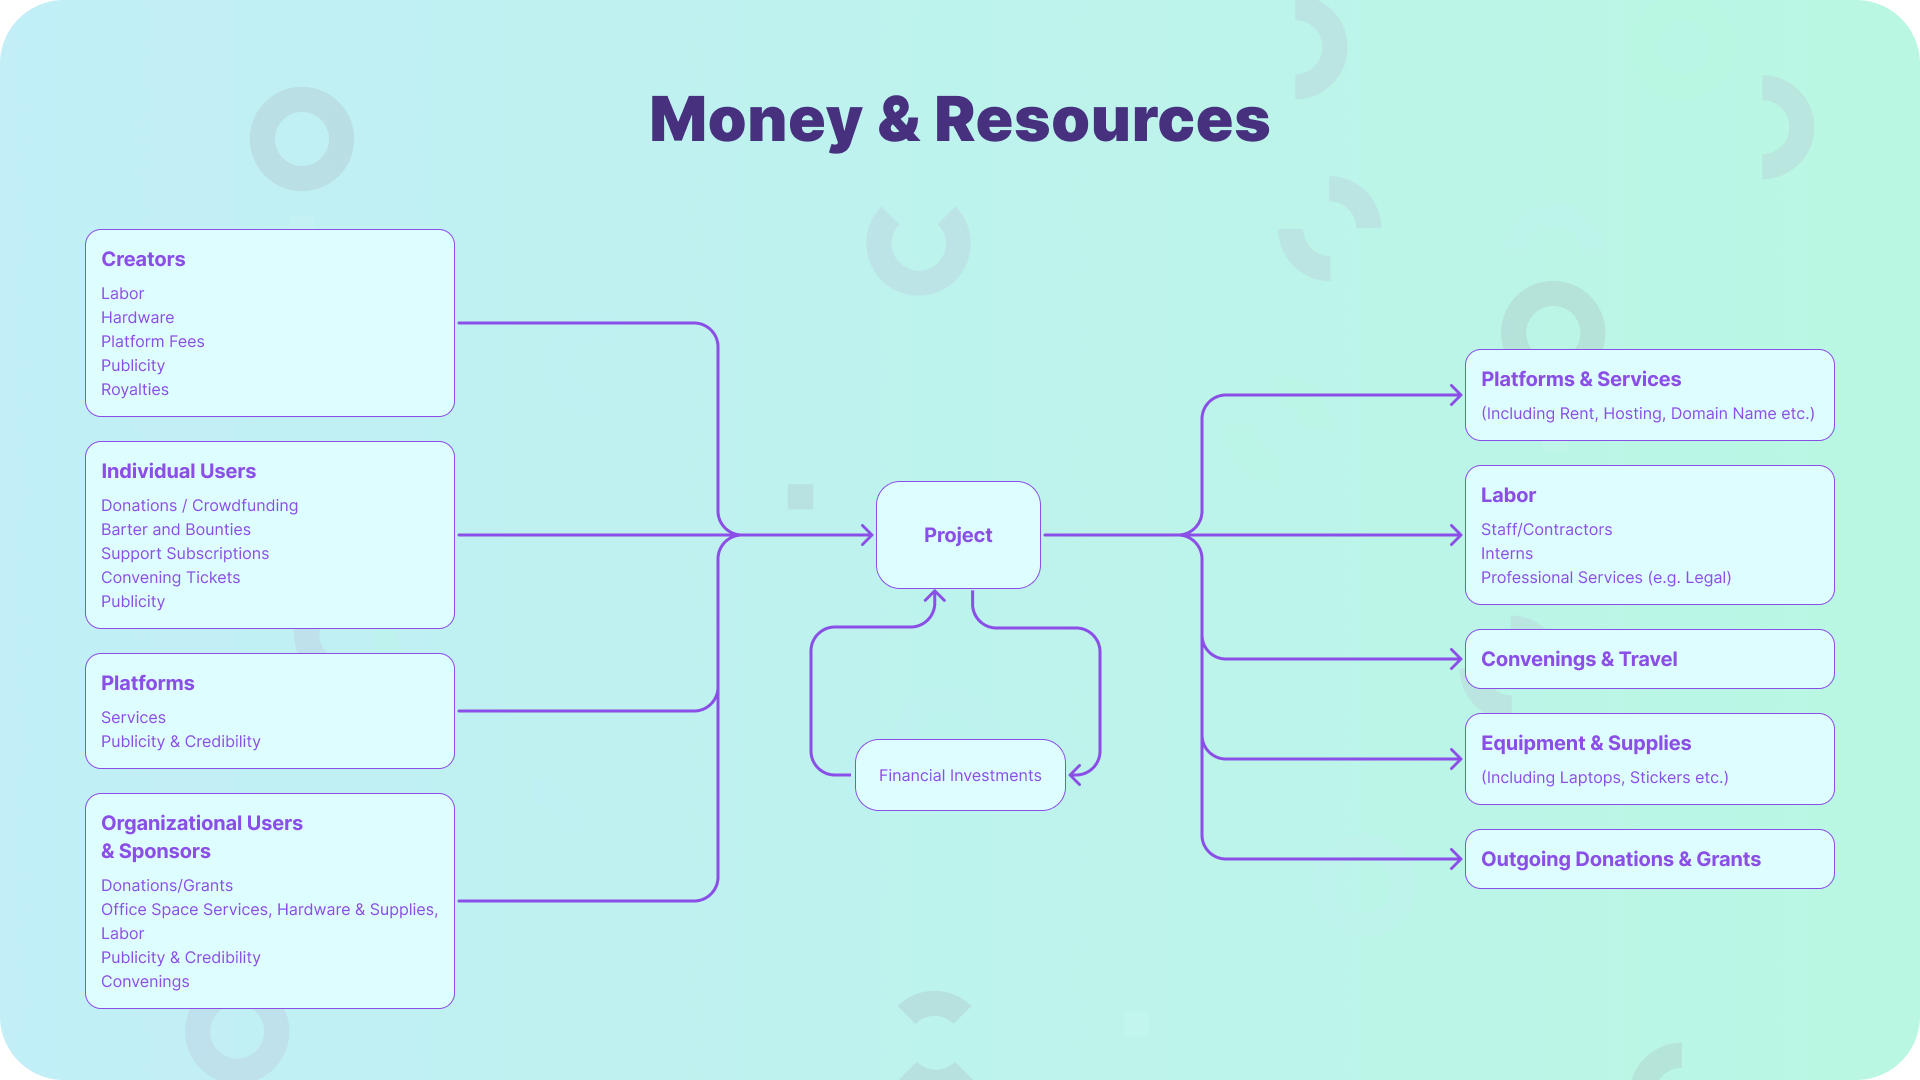 Money & Resources
Creators
Labor
Hardware
Platform Fees
Publicity
Royalties
Individual Users
Donations / Crowdfunding
Barter and Bounties
Support Subscriptions
Convening Tickets
Publicity
Platforms
Services
Publicity & Credibility
Organizational Users
& Sponsors
Donations/Grants
Office Space Services, Hardware & Supplies,
Labor
Publicity & Credibility
Convenings
Project
Financial Investments
Platforms & Services
(Including Rent, Hosting, Domain Name etc.)
Labor
Staff/Contractors
Interns
Professional Services (e.g. Legal)
Convenings & Travel
Equipment & Supplies
(Including Laptops, Stickers etc.)
Outgoing Donations & Grants